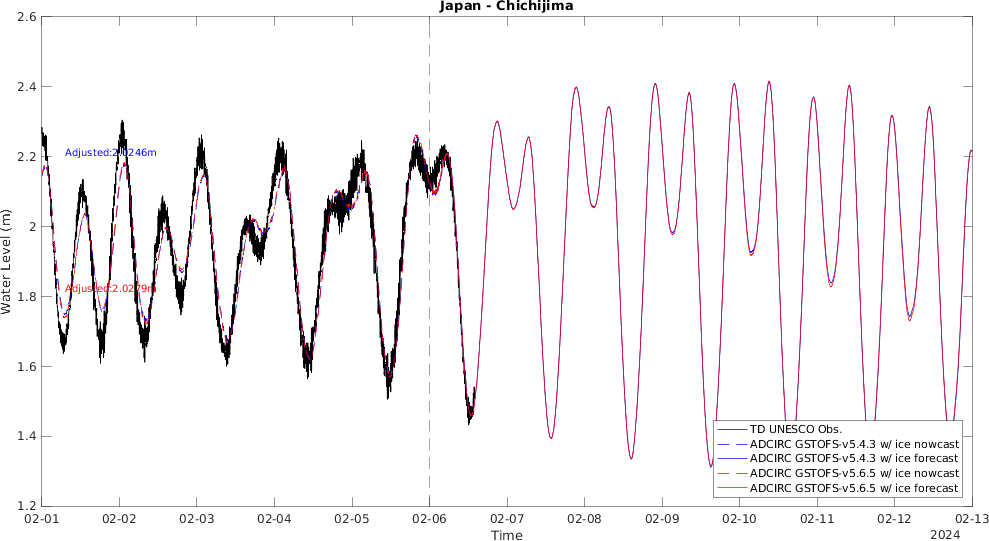 Japan - Chichijima
2.6
2.4
2.2
2
1.8
1.6
1.4
1.2
Water Level (m)
Adjusted:2.0246m
Adjusted:2.0279m
TD UNESCO Obs.
ADCIRC GSTOFS-v5.4.3 w/ ice nowcast
ADCIRC GSTOFS-v5.4.3 w/ ice forecast
ADCIRC GSTOFS-v5.6.5 w/ ice nowcast
ADCIRC GSTOFS-v5.6.5 w/ ice forecast
02-01 02-02 02-03 02-04 02-05 02-06 02-07 02-08 02-09 02-10 02-11 02-12 02-13
Time
2024